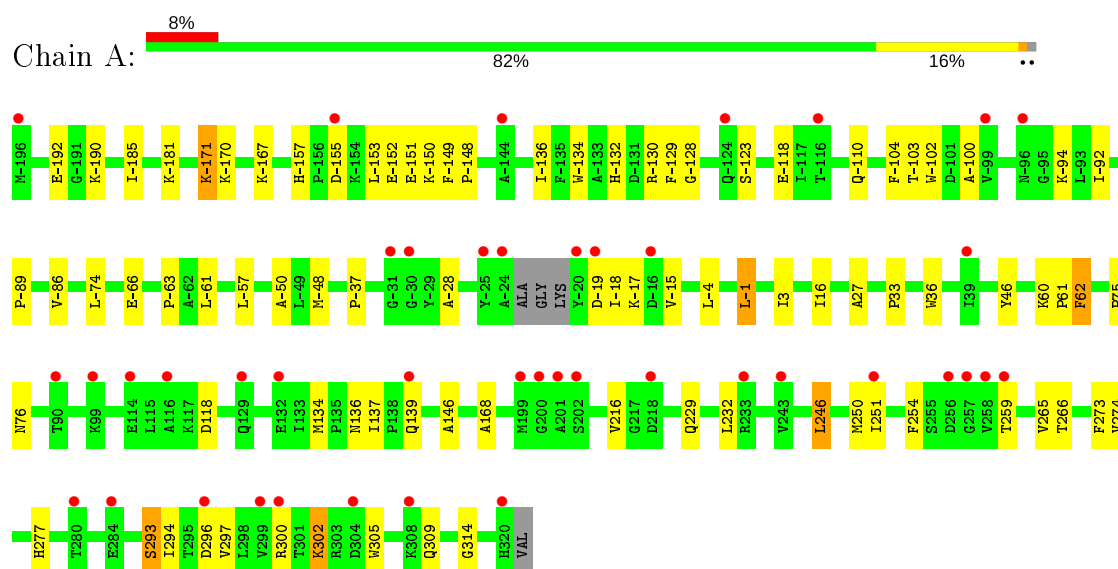 8%
Chain A:
82% 16% ••
M-196 E-192 G-191 K-190 I-185 K-181 K-171 K-170 K-167 H-157 P-156 D-155 K-154 L-153 E-152 E-151 K-150 F-149 P-148 A-144 I-136 F-135 W-134 A-133 H-132 D-131 R-130 F-129 G-128 Q-124 S-123 E-118 I-117 T-116 Q-110 F-104 T-103 W-102 D-101 A-100 V-99 N-96 G-95 K-94 L-93 I-92
P-89 V-86 L-74 E-66 P-63 A-62 L-61 L-57 A-50 L-49 M-48 P-37 G-31 G-30 Y-29 A-28 Y-25 A-24 ALA GLY LYS Y-20 D-19 I-18 K-17 D-16 V-15 L-4 L-1 I3 I16 A27 P33 W36 I39 Y46 K60 P61 F62
N76 T90 K99 E114 L115 A116 K117 D118 Q129 E132 I133 M134 P135 N136 I137 P138 Q139 A146 A168 M199 G200 A201 S202 V216 G217 D218 Q229 L232 R233 V243 L246 M250 I251 F254 S255 D256 G257 V258 T259 V265 T266 F273
H277 T280 E284 S293 I294 T295 D296 V297 L298 V299 R300 T301 K302 R303 D304 W305 K308 Q309 G314 H320 VAL